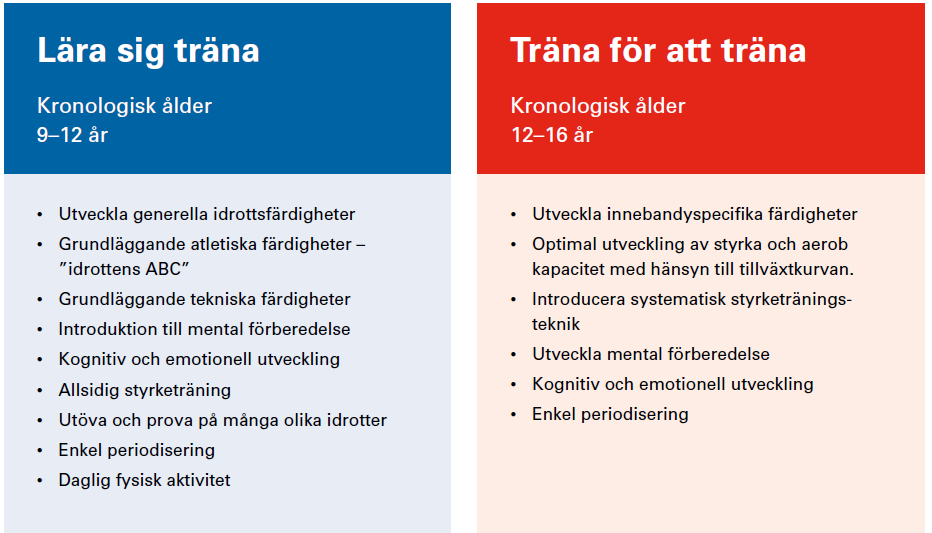 Lära sig träna
Kronologisk ålder
9–12 år
• Utveckla generella idrottsfärdigheter
• Grundläggande atletiska färdigheter –
”idrottens ABC”
• Grundläggande tekniska färdigheter
• Introduktion till mental förberedelse
• Kognitiv och emotionell utveckling
• Allsidig styrketräning
• Utöva och prova på många olika idrotter
• Enkel periodisering
• Daglig fysisk aktivitet
Träna för att träna
Kronologisk ålder
12–16 år
• Utveckla innebandyspecifika färdigheter
• Optimal utveckling av styrka och aerob
kapacitet med hänsyn till tillväxtkurvan.
• Introducera systematisk styrketränings-
teknik
• Utveckla mental förberedelse
• Kognitiv och emotionell utveckling
• Enkel periodisering